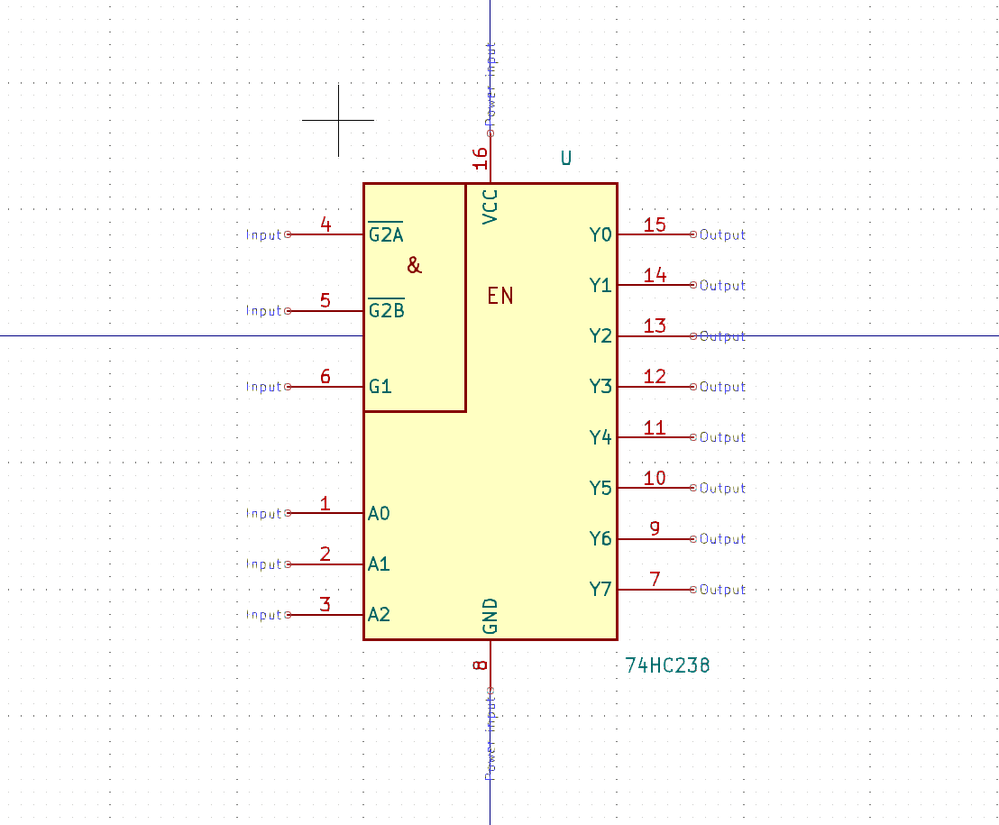 Power input
16
U
VCC
4
Input
G2A
Y0
15
Output
&
Y1
14
Output
EN
5
Input
G2B
Y2
13
Output
6
Input
G1
Y3
12
Output
Y4
11
Output
Y5
10
Output
1
Input
A0
Y6
9
Output
2
Input
A1
Y7
7
Output
3
Input
A2
GND
8
74HC238
Power input